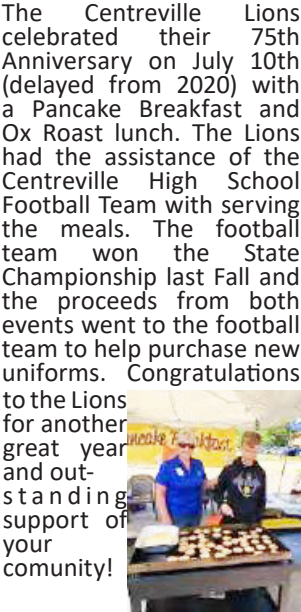 The Centreville Lions
celebrated their 75th
Anniversary on July 10th
(delayed from 2020) with
a Pancake Breakfast and
Ox Roast lunch. The Lions
had the assistance of the
Centreville High School
Football Team with serving
the meals. The football
team won the State
Championship last Fall and
the proceeds from both
events went to the football
team to help purchase new
uniforms. Congratulations
to the Lions
for another
great year
and out-
standing
support of
your
comunity!
ncake Breakfast